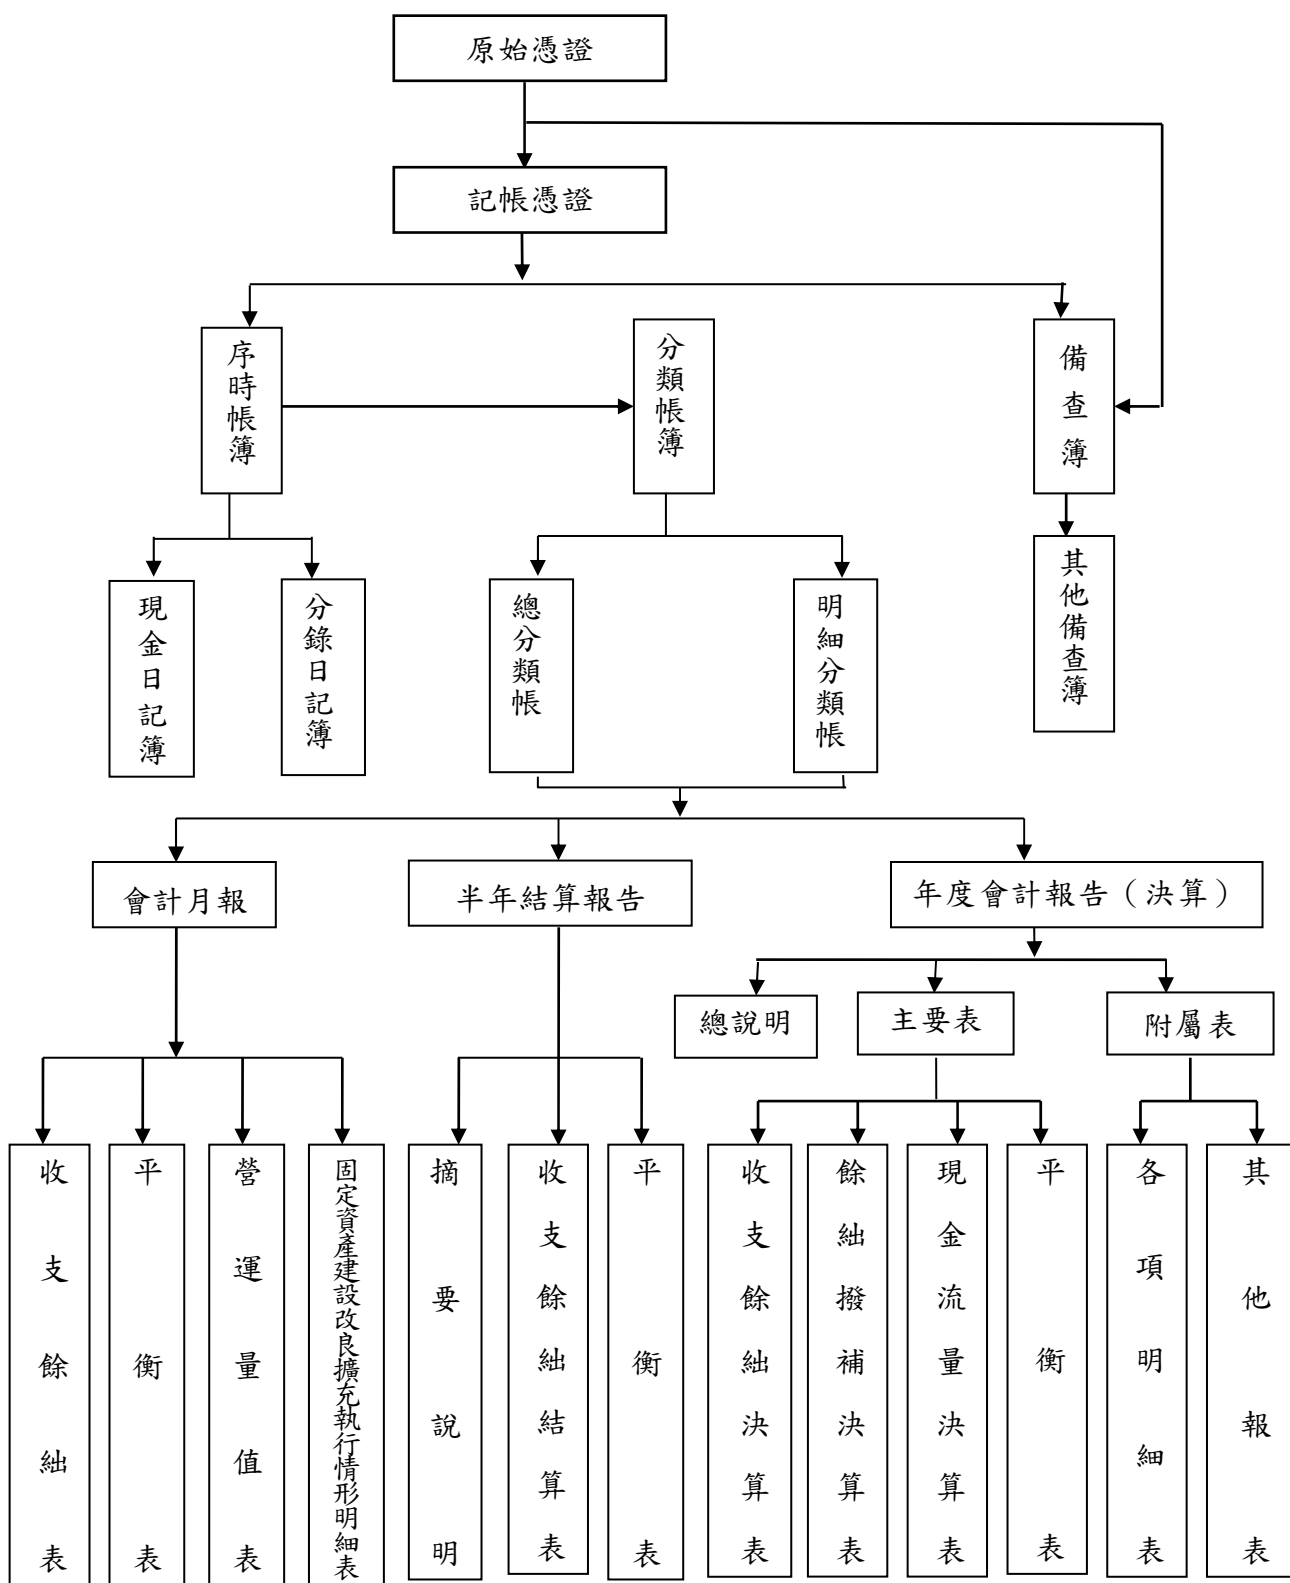 原始憑證
記帳憑證
序時帳簿
分類帳簿
備查簿
現金日記簿
分錄日記簿
總分類帳
明細分類帳
其他備查簿
會計月報
半年結算報告
年度會計報告（決算）
總說明
主要表
附屬表
收支餘絀表
平衡表
營運量值表
固定資產建設改良擴充執行情形明細表
摘要說明
收支餘絀結算表
平衡表
收支餘絀決算表
餘絀撥補決算表
現金流量決算表
平衡表
各項明細表
其他報表